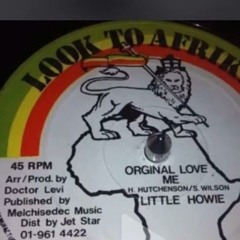 LOOK TO AFRIK
45 RPM
Arr/Prod. by
Doctor Levi
Published by
Melchisedec Music
Dist by Jet Star
01-961 4422
ORGINAL LOVE
ME
H. HUTCHENSON/S. WILSON
LITTLE HOWIE